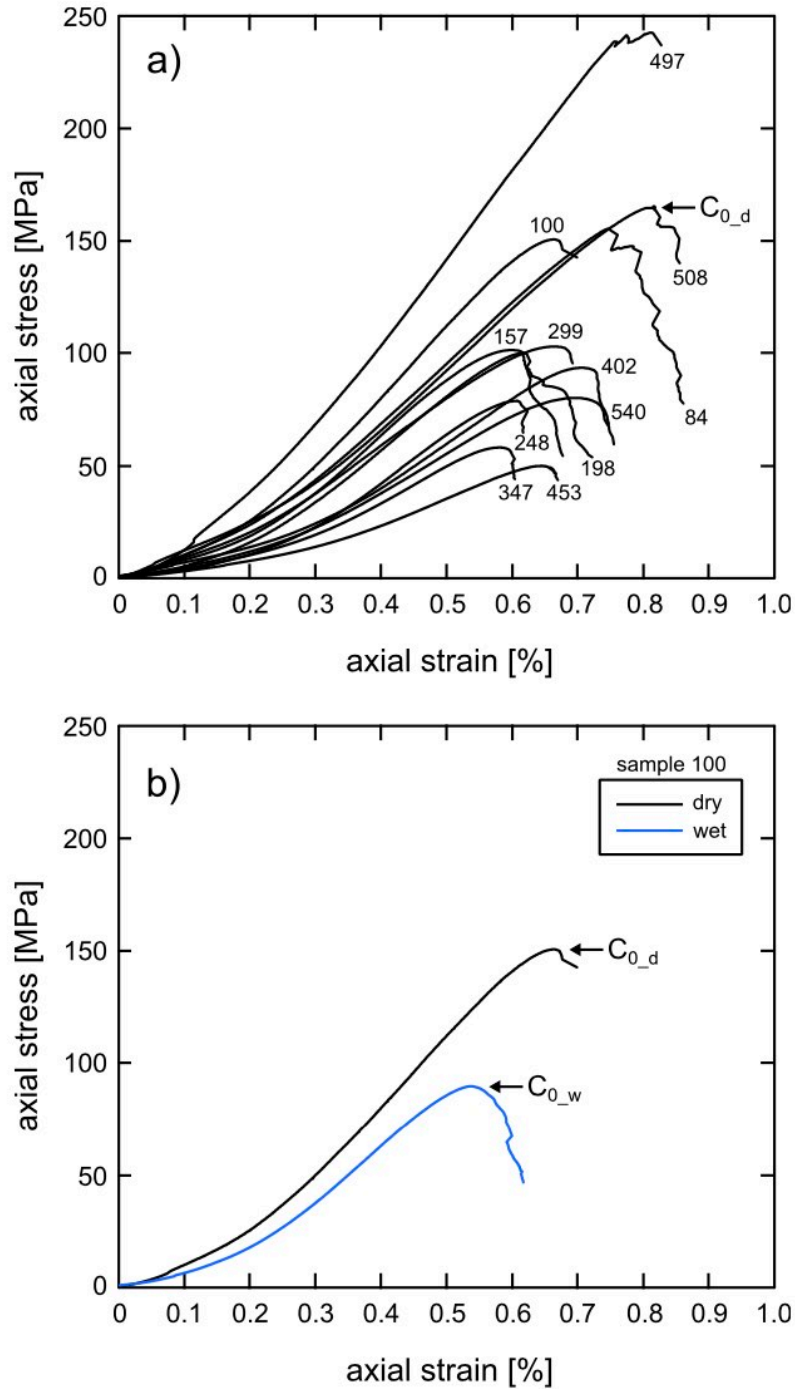 a)
250
200
150
100
50
0
axial stress [MPa]
497
C0_d
100
508
157
299
402
540
84
248
198
347
453
0 0.1 0.2 0.3 0.4 0.5 0.6 0.7 0.8 0.9 1.0
axial strain [%]
b)
250
200
150
100
50
0
axial stress [MPa]
sample 100
dry
wet
C0_d
C0_w
0 0.1 0.2 0.3 0.4 0.5 0.6 0.7 0.8 0.9 1.0
axial strain [%]